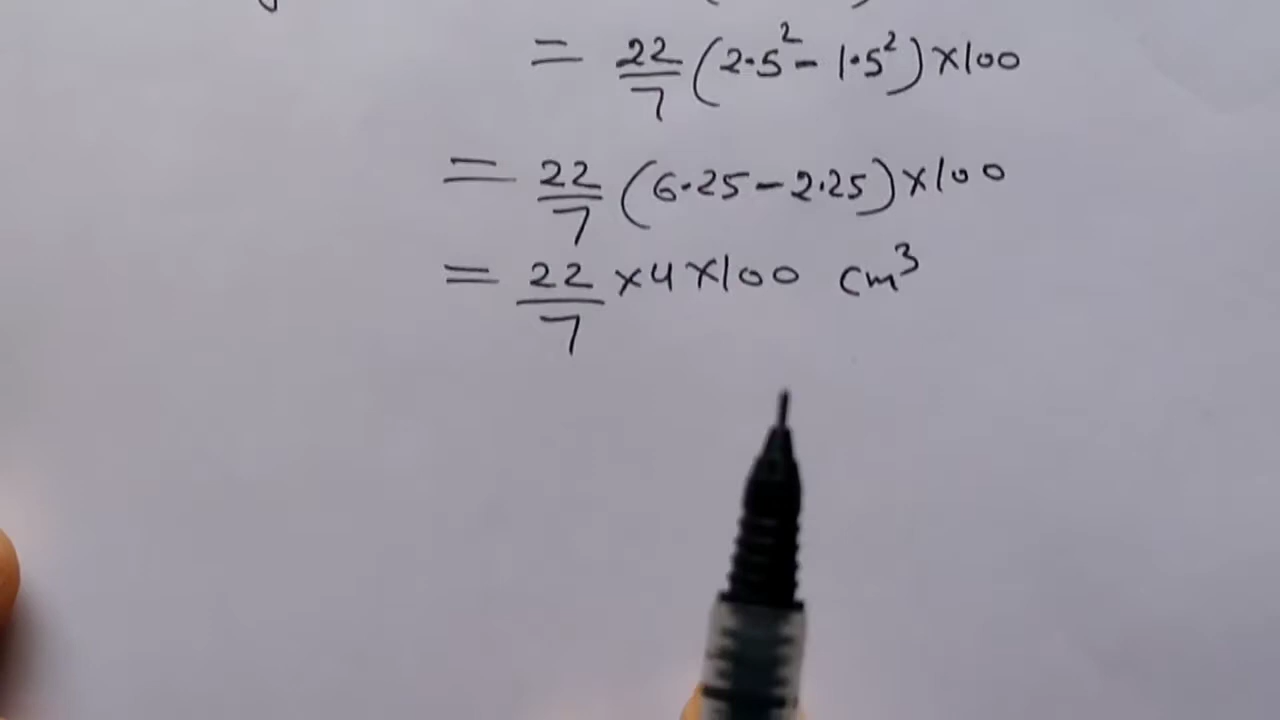 = 22/7 (2.5² - 1.5²) × 100
= 22/7 (6.25 - 2.25) × 100
= 22/7 × 4 × 100 cm³